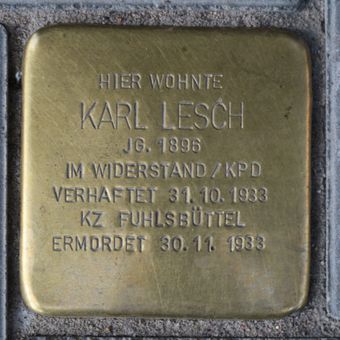 HIER WOHNTE
KARL LESCH
JG. 1896
IM WIDERSTAND/KPD
VERHAFTET 31.10.1933
KZ FUHLSBÜTTEL
ERMORDET 30.11.1933